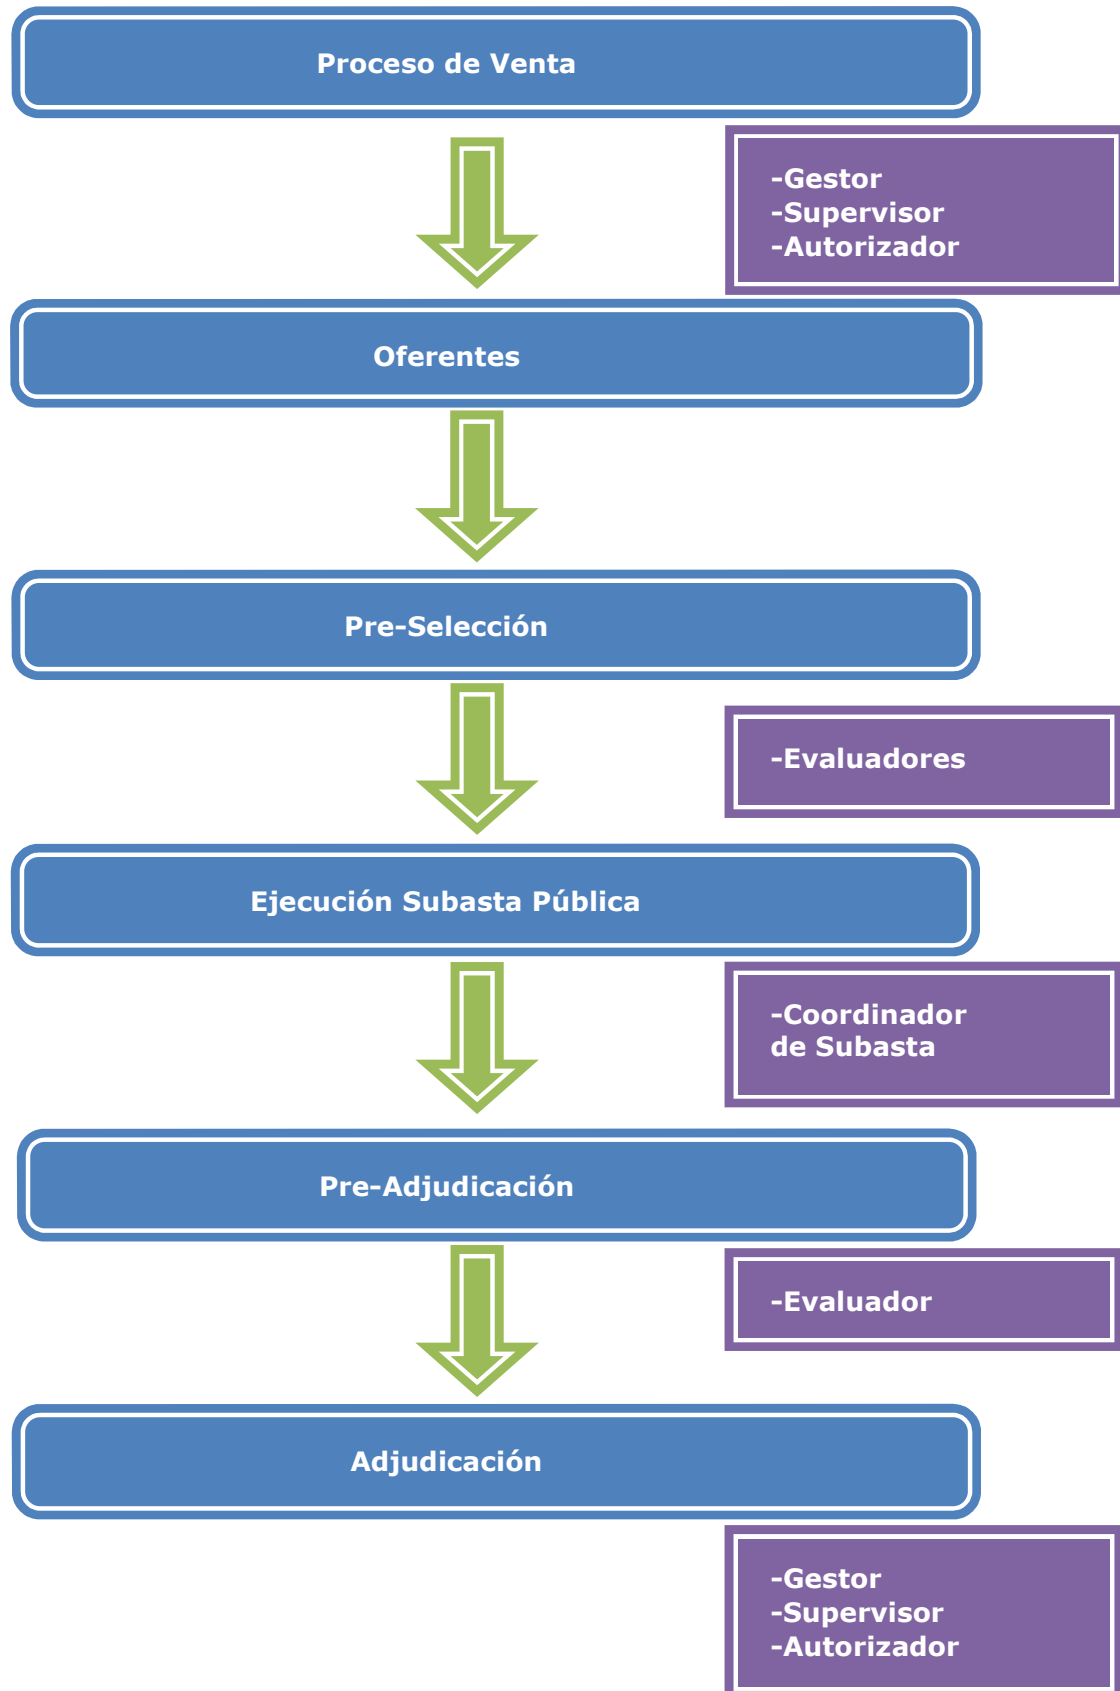 Proceso de Venta
-Gestor
-Supervisor
-Autorizador
Oferentes
Pre-Selección
-Evaluadores
Ejecución Subasta Pública
-Coordinador
de Subasta
Pre-Adjudicación
-Evaluador
Adjudicación
-Gestor
-Supervisor
-Autorizador